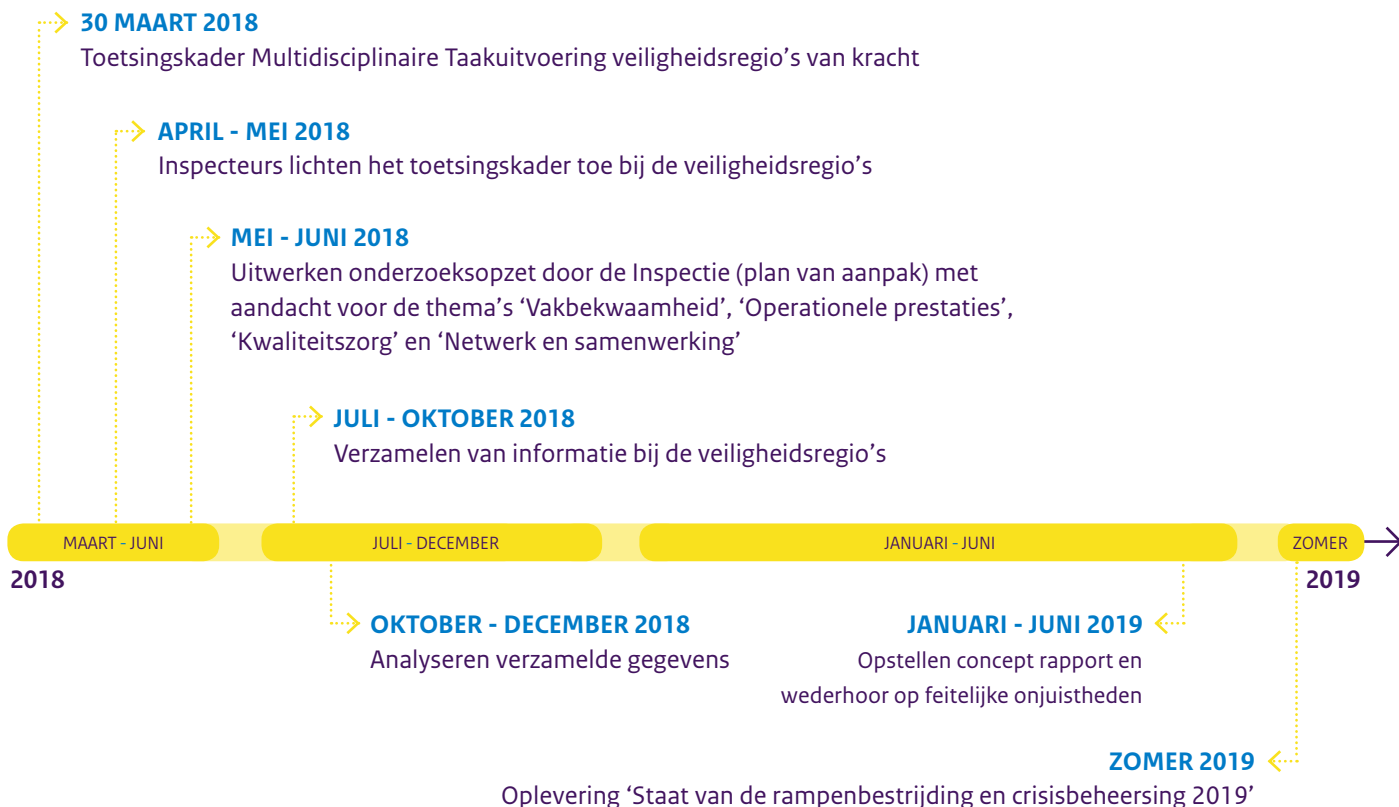 30 MAART 2018
Toetsingskader Multidisciplinaire Taakuitvoering veiligheidsregio’s van kracht
APRIL - MEI 2018
Inspecteurs lichten het toetsingskader toe bij de veiligheidsregio’s
MEI - JUNI 2018
Uitwerken onderzoeksopzet door de Inspectie (plan van aanpak) met
aandacht voor de thema’s ‘Vakbekwaamheid’, ‘Operationele prestaties’,
‘Kwaliteitszorg’ en ‘Netwerk en samenwerking’
JULI - OKTOBER 2018
Verzamelen van informatie bij de veiligheidsregio’s
MAART - JUNI
JULI - DECEMBER
JANUARI - JUNI
ZOMER
2018
2019
OKTOBER - DECEMBER 2018
Analyseren verzamelde gegevens
JANUARI - JUNI 2019
Opstellen concept rapport en
wederhoor op feitelijke onjuistheden
ZOMER 2019
Oplevering ‘Staat van de rampenbestrijding en crisisbeheersing 2019’